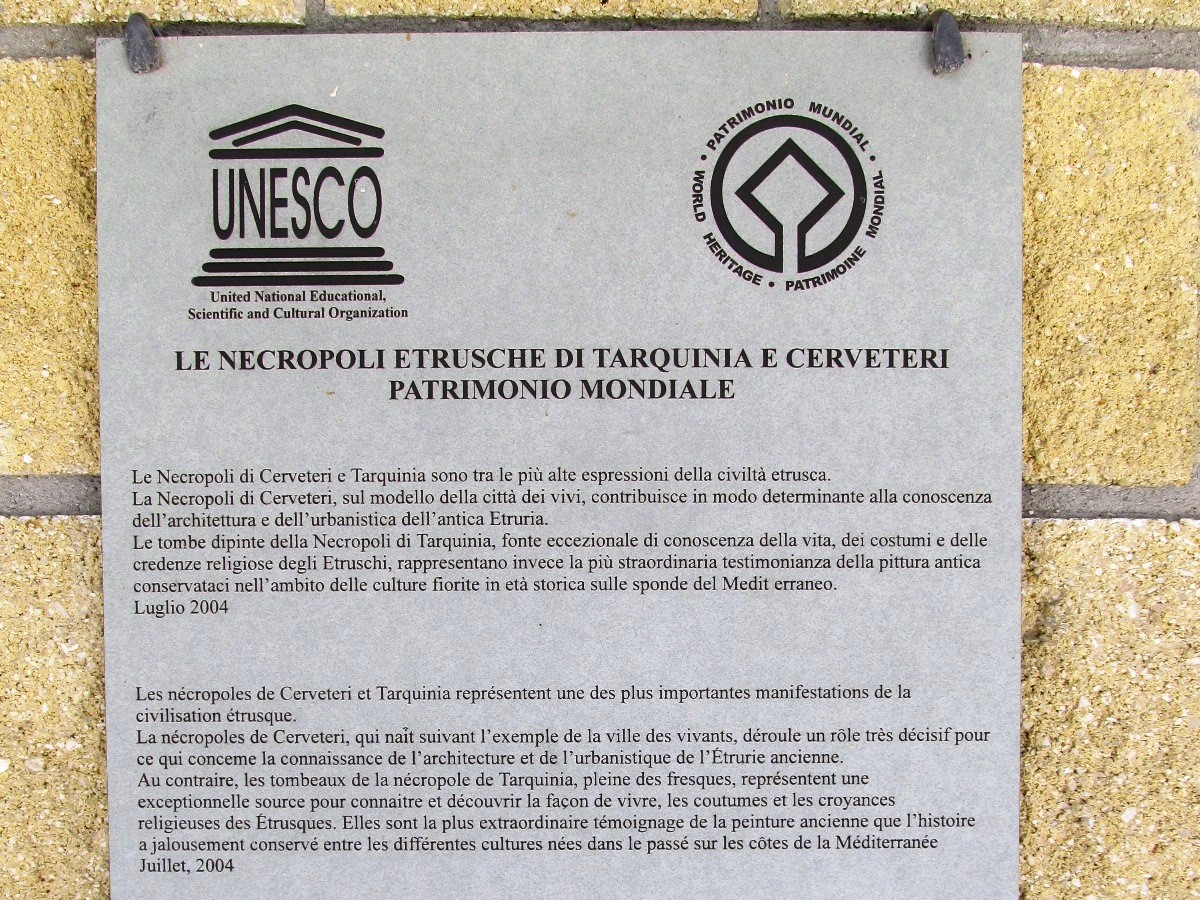 UNESCO
United National Educational,
Scientific and Cultural Organization
PATRIMONIO MUNDIAL • PATRIMOINE MONDIAL • WORLD HERITAGE •
LE NECROPOLI ETRUSCHE DI TARQUINIA E CERVETERI
PATRIMONIO MONDIALE
Le Necropoli di Cerveteri e Tarquinia sono tra le più alte espressioni della civiltà etrusca.
La Necropoli di Cerveteri, sul modello della città dei vivi, contribuisce in modo determinante alla conoscenza
dell’architettura e dell’urbanistica dell’antica Etruria.
Le tombe dipinte della Necropoli di Tarquinia, fonte eccezionale di conoscenza della vita, dei costumi e delle
credenze religiose degli Etruschi, rappresentano invece la più straordinaria testimonianza della pittura antica
conservataci nell’ambito delle culture fiorite in età storica sulle sponde del Medit erraneo.
Luglio 2004
Les nécropoles de Cerveteri et Tarquinia représentent une des plus importantes manifestations de la
civilisation étrusque.
La nécropoles de Cerveteri, qui naît suivant l’exemple de la ville des vivants, déroule un rôle très décisif pour
ce qui conceme la connaissance de l’architecture et de l’urbanistique de l’Étrurie ancienne.
Au contraire, les tombeaux de la nécropole de Tarquinia, pleine des fresques, représentent une
exceptionnelle source pour connaitre et découvrir la façon de vivre, les coutumes et les croyances
religieuses des Étrusques. Elles sont la plus extraordinaire témoignage de la peinture ancienne que l’histoire
a jalousement conservé entre les différentes cultures nées dans le passé sur les côtes de la Méditerranée
Juillet, 2004